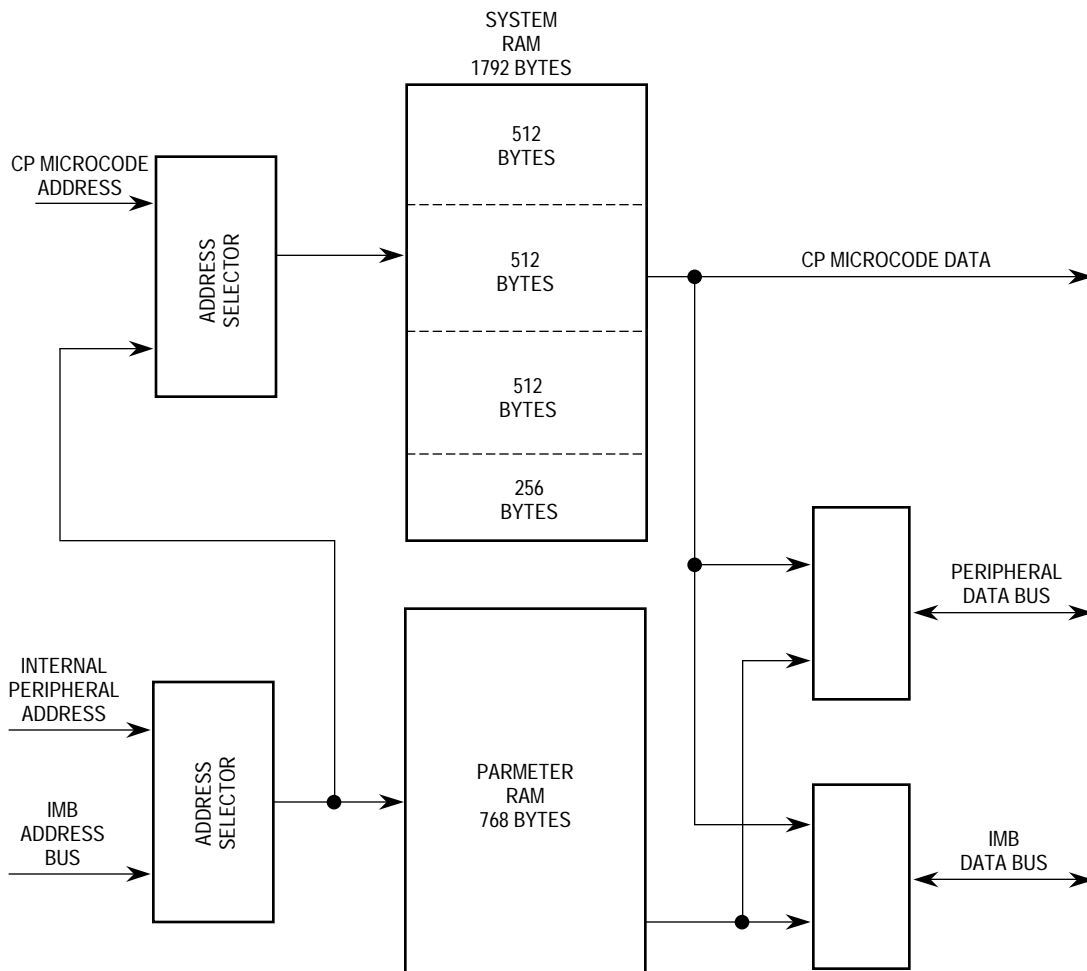 SYSTEM
RAM
1792 BYTES
512
BYTES
CP MICROCODE
ADDRESS
ADDRESS
SELECTOR
512
BYTES
CP MICROCODE DATA
512
BYTES
256
BYTES
PERIPHERAL
DATA BUS
INTERNAL
PERIPHERAL
ADDRESS
ADDRESS
SELECTOR
PARMETER
RAM
768 BYTES
IMB
ADDRESS
BUS
IMB
DATA BUS